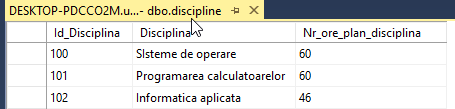 DESKTOP-PDCCO2M.u...- dbo.discipline
Id_Disciplina Disciplina Nr_ore_plan_disciplina
100 SIsteme de operare 60
101 Programarea calculatoarelor 60
102 Informatica aplicata 46